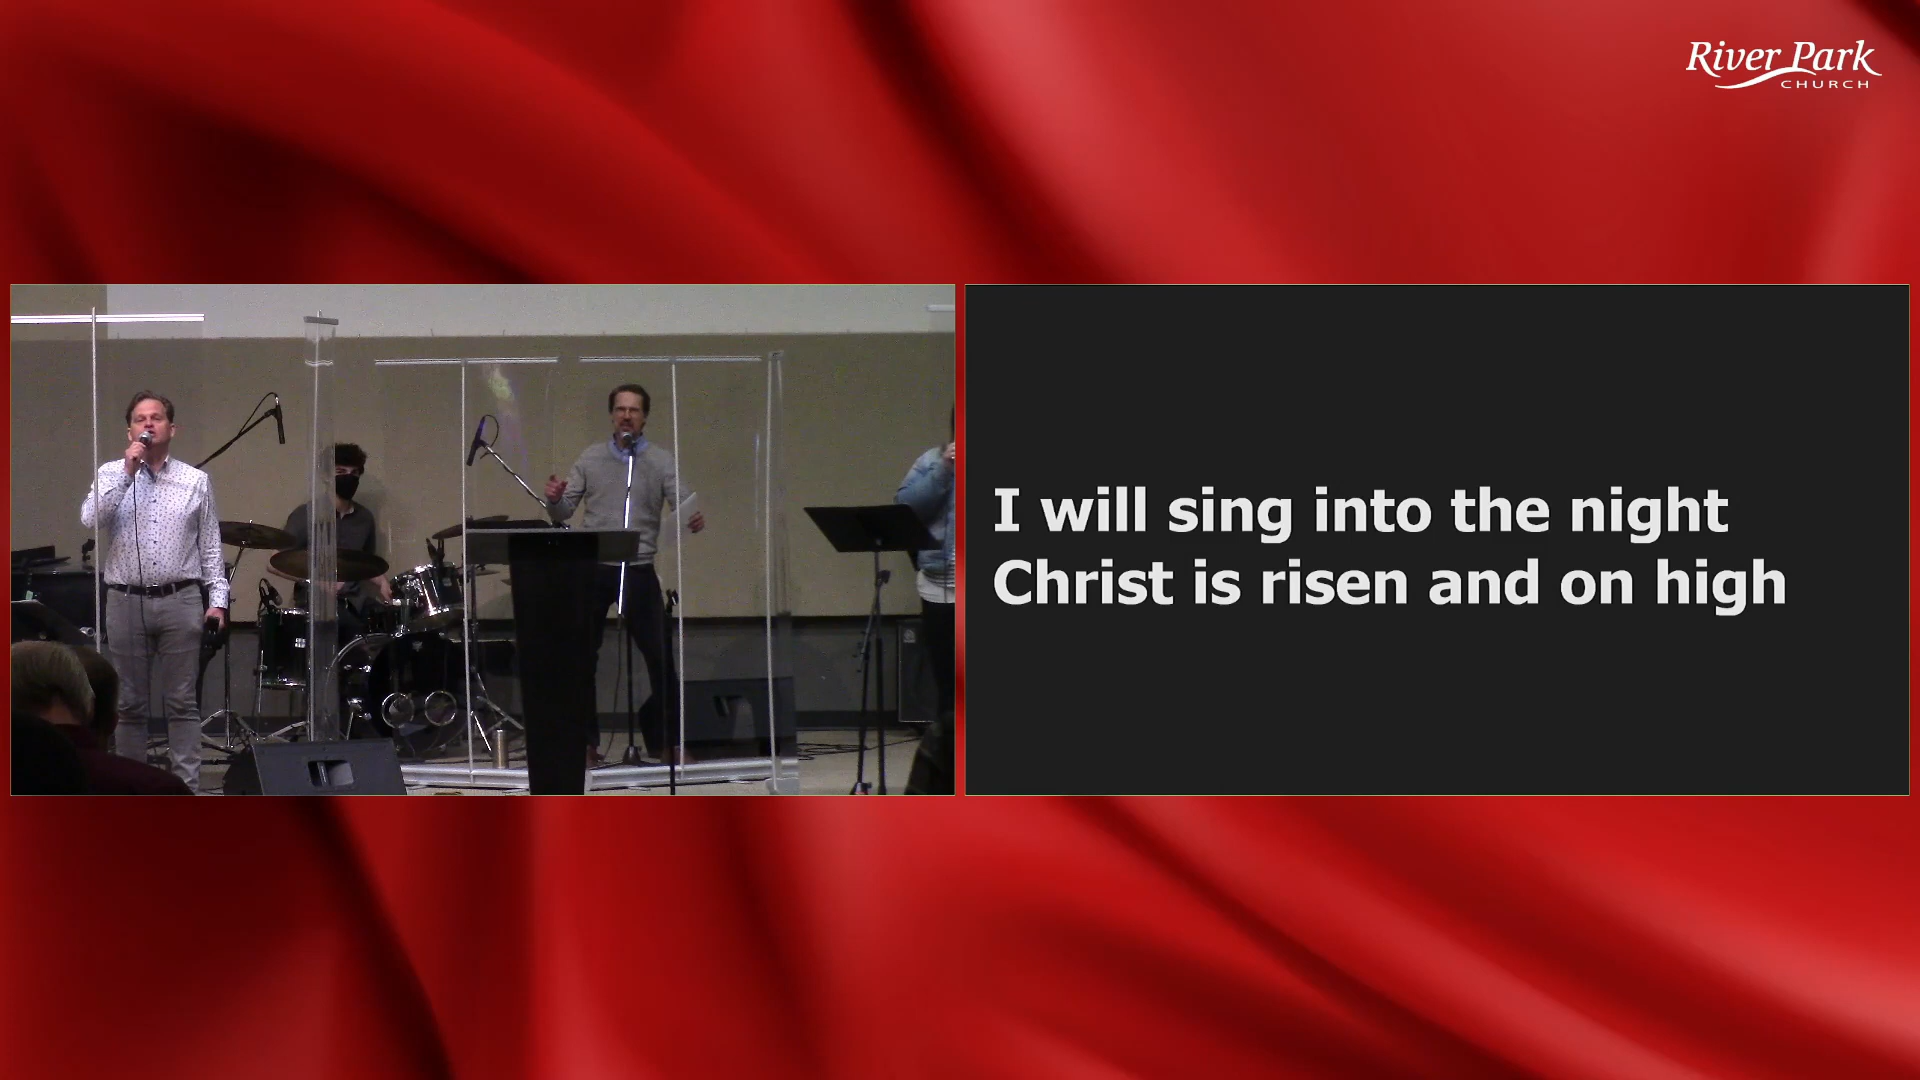 River Park
CHURCH
I will sing into the night
Christ is risen and on high